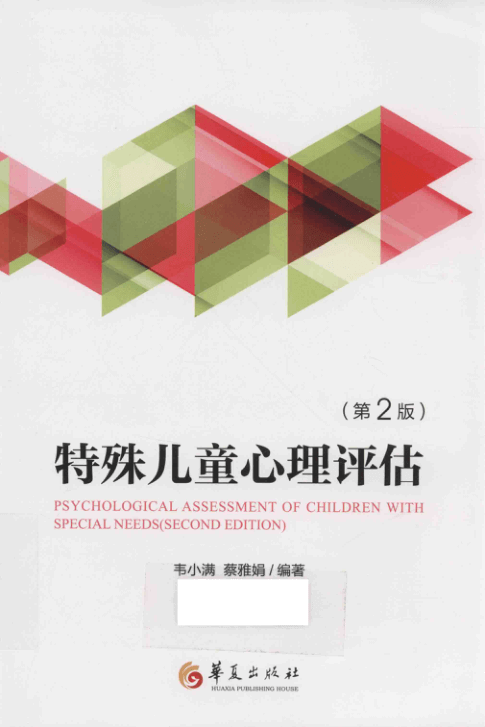 （第2版）
特殊儿童心理评估
PSYCHOLOGICAL ASSESSMENT OF CHILDREN WITH
SPECIAL NEEDS(SECOND EDITION)
韦小满 蔡雅娟/编著
华夏出版社
HUAXIA PUBLISHING HOUSE